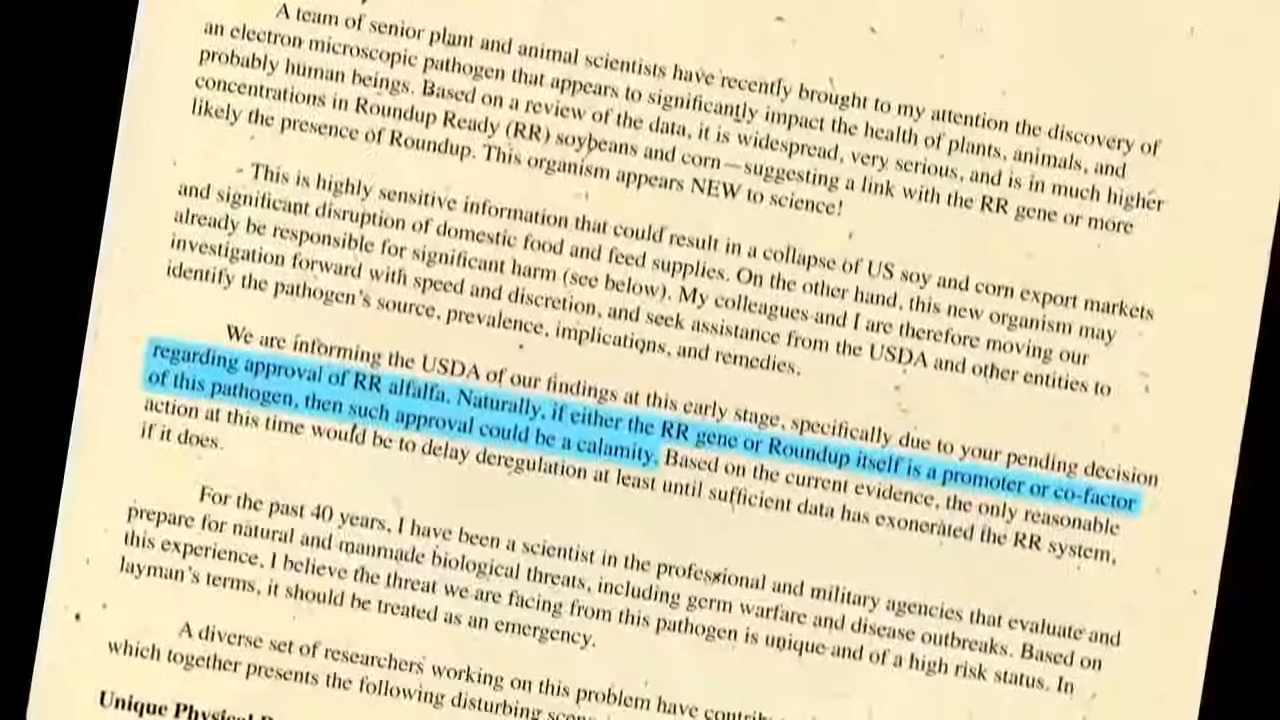 A team of senior plant and animal scientists have recently brought to my attention the discovery of
an electron microscopic pathogen that appears to significantly impact the health of plants, animals, and
probably human beings. Based on a review of the data, it is widespread, very serious, and is in much higher
concentrations in Roundup Ready (RR) soybeans and corn—suggesting a link with the RR gene or more
likely the presence of Roundup. This organism appears NEW to science!
This is highly sensitive information that could result in a collapse of US soy and corn export markets
and significant disruption of domestic food and feed supplies. On the other hand, this new organism may
already be responsible for significant harm (see below). My colleagues and I are therefore moving our
investigation forward with speed and discretion, and seek assistance from the USDA and other entities to
identify the pathogen's source, prevalence, implications, and remedies.
We are informing the USDA of our findings at this early stage, specifically due to your pending decision
regarding approval of RR alfalfa. Naturally, if either the RR gene or Roundup itself is a promoter or co-factor
of this pathogen, then such approval could be a calamity. Based on the current evidence, the only reasonable
action at this time would be to delay deregulation at least until sufficient data has exonerated the RR system,
if it does.
For the past 40 years, I have been a scientist in the professional and military agencies that evaluate and
prepare for natural and manmade biological threats, including germ warfare and disease outbreaks. Based on
this experience, I believe the threat we are facing from this pathogen is unique and of a high risk status. In
layman's terms, it should be treated as an emergency.
A diverse set of researchers working on this problem have
which together presents the following disturbing
Unique Physical